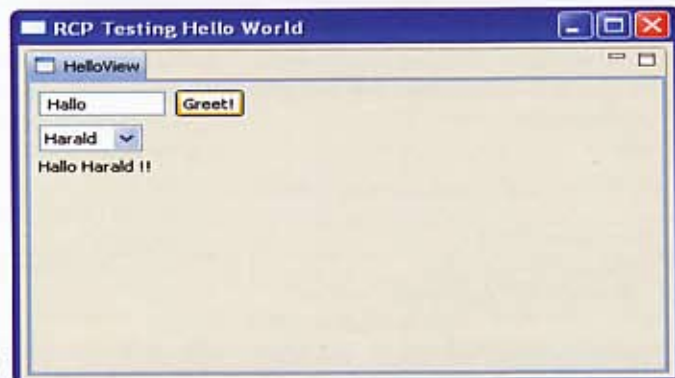 RCP Testing Hello World
HelloView
Hallo Greet!
Harald
Hallo Harald !!